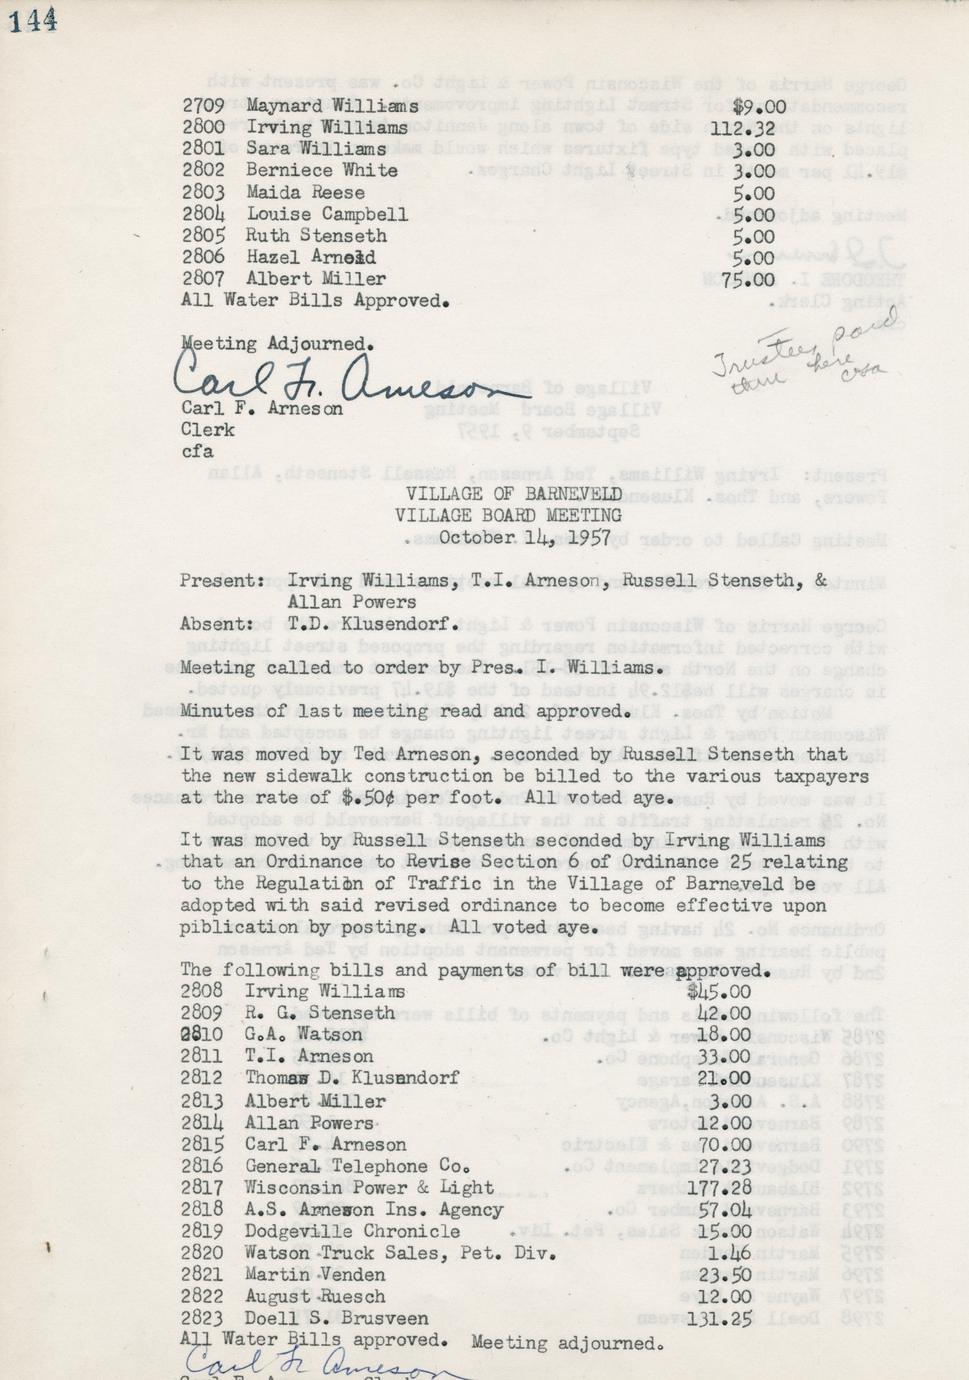 144
2709 Maynard Williams $9.00
2800 Irving Williams 112.32
2801 Sara Williams 3.00
2802 Berniece White 3.00
2803 Maida Reese 5.00
2804 Louise Campbell 5.00
2805 Ruth Stenseth 5.00
2806 Hazel Arneld 5.00
2807 Albert Miller 75.00
All Water Bills Approved.
Meeting Adjourned.
Trustees paid
thru here
cfa
Carl F. Arneson
Carl F. Arneson
Clerk
cfa
VILLAGE OF BARNEVELD
VILLAGE BOARD MEETING
October 14, 1957
Present: Irving Williams, T.I. Arneson, Russell Stenseth, &
Allan Powers
Absent: T.D. Klusendorf.
Meeting called to order by Pres. I. Williams.
Minutes of last meeting read and approved.
It was moved by Ted Arneson, seconded by Russell Stenseth that
the new sidewalk construction be billed to the various taxpayers
at the rate of $.50¢ per foot. All voted aye.
It was moved by Russell Stenseth seconded by Irving Williams
that an Ordinance to Revise Section 6 of Ordinance 25 relating
to the Regulation of Traffic in the Village of Barneveld be
adopted with said revised ordinance to become effective upon
piblication by posting. All voted aye.
The following bills and payments of bill were approved.
2808 Irving Williams $45.00
2809 R. G. Stenseth 42.00
2810 G.A. Watson 18.00
2811 T.I. Arneson 33.00
2812 Thomas D. Klusendorf 21.00
2813 Albert Miller 3.00
2814 Allan Powers 12.00
2815 Carl F. Arneson 70.00
2816 General Telephone Co. 27.23
2817 Wisconsin Power & Light 177.28
2818 A.S. Arneson Ins. Agency 57.04
2819 Dodgeville Chronicle 15.00
2820 Watson Truck Sales, Pet. Div. 1.46
2821 Martin Venden 23.50
2822 August Ruesch 12.00
2823 Doell S. Brusveen 131.25
All Water Bills approved. Meeting adjourned.
Carl F. Arneson